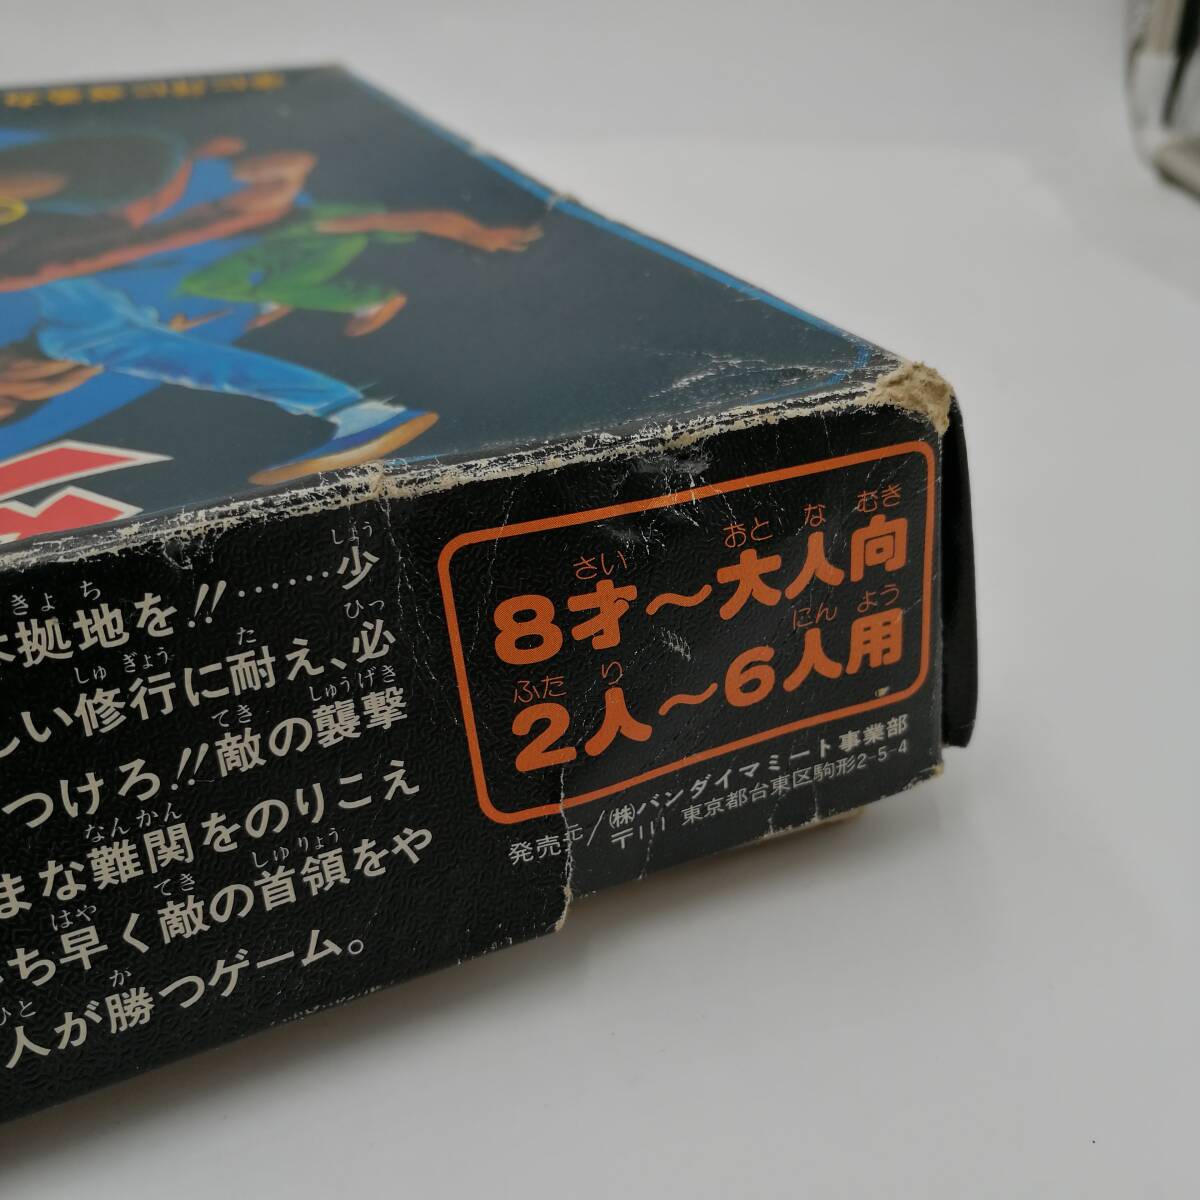 拠地を!!……少
しい修行に耐え、必
つけろ!!敵の襲撃
まな難関をのりこえ
ち早く敵の首領をや
人が勝つゲーム。
8才〜大人向
2人〜6人用
発売元/㈱バンダイマミート事業部
〒111 東京都台東区駒形2-5-4